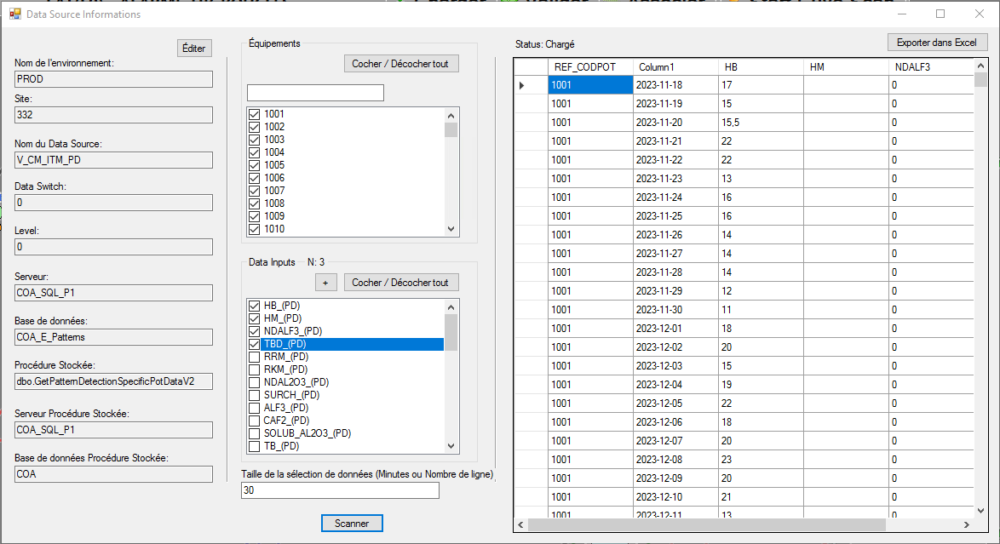 Data Source Informations
Éditer
Nom de l'environnement:
PROD
Site:
332
Nom du Data Source:
V_CM_ITM_PD
Data Switch:
0
Level:
0
Serveur:
COA_SQL_P1
Base de données:
COA_E_Patterns
Procédure Stockée:
dbo.GetPatternDetectionSpecificPotDataV2
Serveur Procédure Stockée:
COA_SQL_P1
Base de données Procédure Stockée:
COA
Équipements
Cocher / Décocher tout
1001
1002
1003
1004
1005
1006
1007
1008
1009
1010
Data Inputs N: 3
+ Cocher / Décocher tout
HB_(PD)
HM_(PD)
NDALF3_(PD)
TBD_(PD)
RRM_(PD)
RKM_(PD)
NDAL2O3_(PD)
SURCH_(PD)
ALF3_(PD)
CAF2_(PD)
SOLUB_AL2O3_(PD)
TB_(PD)
Taille de la sélection de données (Minutes ou Nombre de ligne)
30
Scanner
Status: Chargé
Exporter dans Excel
REF_CODPOT Column1 HB HM NDALF3
1001 2023-11-18 17 0
1001 2023-11-19 15 0
1001 2023-11-20 15,5 0
1001 2023-11-21 22 0
1001 2023-11-22 22 0
1001 2023-11-23 13 0
1001 2023-11-24 16 0
1001 2023-11-25 16 0
1001 2023-11-26 14 0
1001 2023-11-27 14 0
1001 2023-11-28 14 0
1001 2023-11-29 12 0
1001 2023-11-30 11 0
1001 2023-12-01 18 0
1001 2023-12-02 20 0
1001 2023-12-03 15 0
1001 2023-12-04 19 0
1001 2023-12-05 22 0
1001 2023-12-06 18 0
1001 2023-12-07 20 0
1001 2023-12-08 23 0
1001 2023-12-09 20 0
1001 2023-12-10 21 0
1001 2023-12-11 13 0